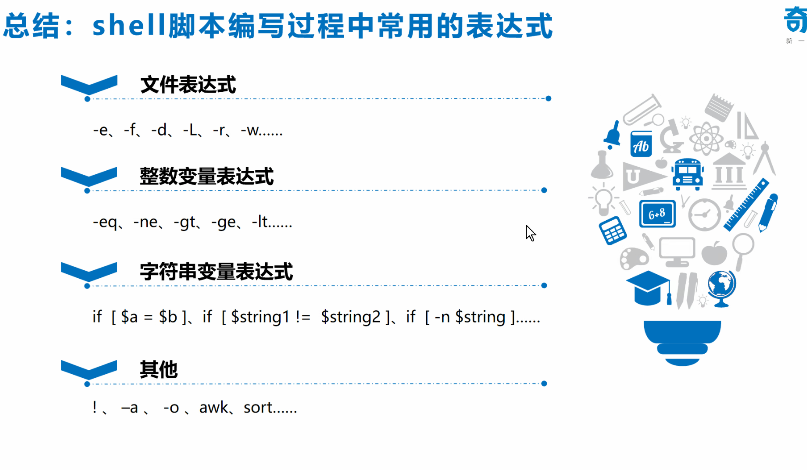 总结：shell脚本编写过程中常用的表达式
奇
新 一
文件表达式
-e、-f、-d、-L、-r、-w……
整数变量表达式
-eq、-ne、-gt、-ge、-lt……
字符串变量表达式
if [ $a = $b ]、if [ $string1 != $string2 ]、if [ -n $string ]……
其他
! 、 –a 、 -o 、awk、sort……
Ab
U
6+8